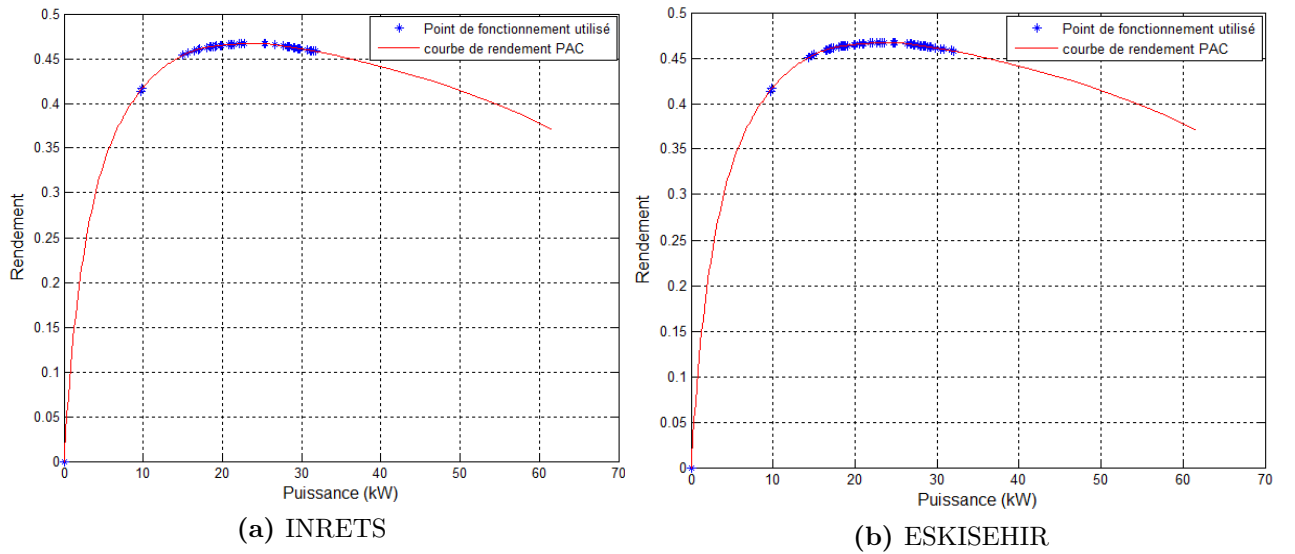 0.5
0.45
0.4
0.35
0.3
0.25
0.2
0.15
0.1
0.05
0
Rendement
Point de fonctionnement utilisé
courbe de rendement PAC
0 10 20 30 40 50 60 70
Puissance (kW)
(a) INRETS
0.5
0.45
0.4
0.35
0.3
0.25
0.2
0.15
0.1
0.05
0
Rendement
Point de fonctionnement utilisé
courbe de rendement PAC
0 10 20 30 40 50 60 70
Puissance (kW)
(b) ESKISEHIR